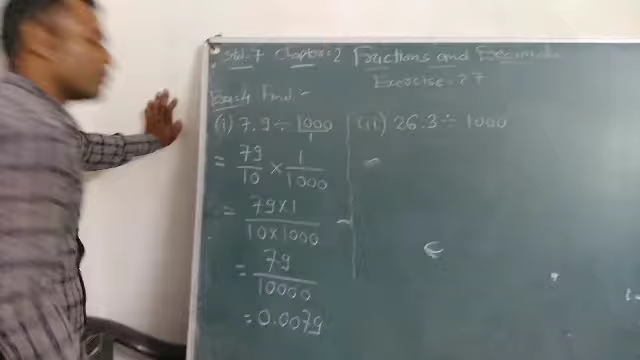 Std:-7 Chapter:-2 Fractions and Decimals
Exercise:-2.7
Find:-
(i) 7.9 ÷ 1000/1
= 79/10 × 1/1000
= 79×1/10×1000
= 79/10000
= 0.0079
(ii) 26.3 ÷ 1000
=